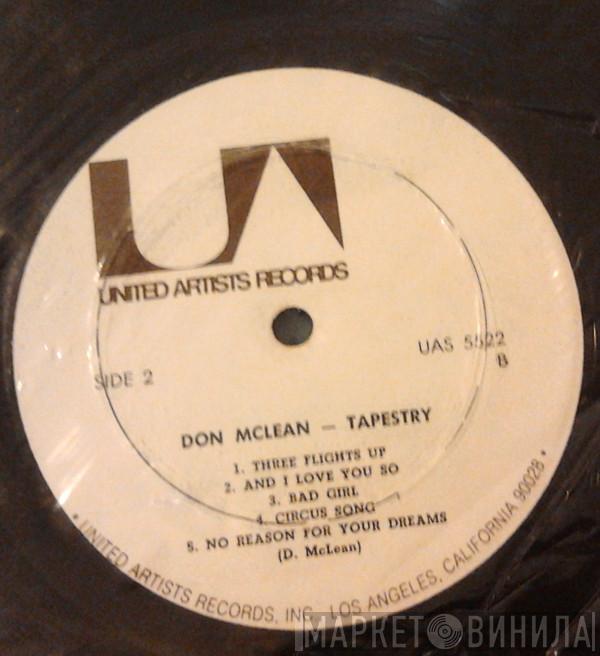 UA
UNITED ARTISTS RECORDS
SIDE 2
UAS 5522
B
DON MCLEAN — TAPESTRY
1. THREE FLIGHTS UP
2. AND I LOVE YOU SO
3. BAD GIRL
4. CIRCUS SONG
5. NO REASON FOR YOUR DREAMS
(D. McLean)
• UNITED ARTISTS RECORDS, INC., LOS ANGELES, CALIFORNIA 90028 •
МАРКЕТ ВИНИЛА